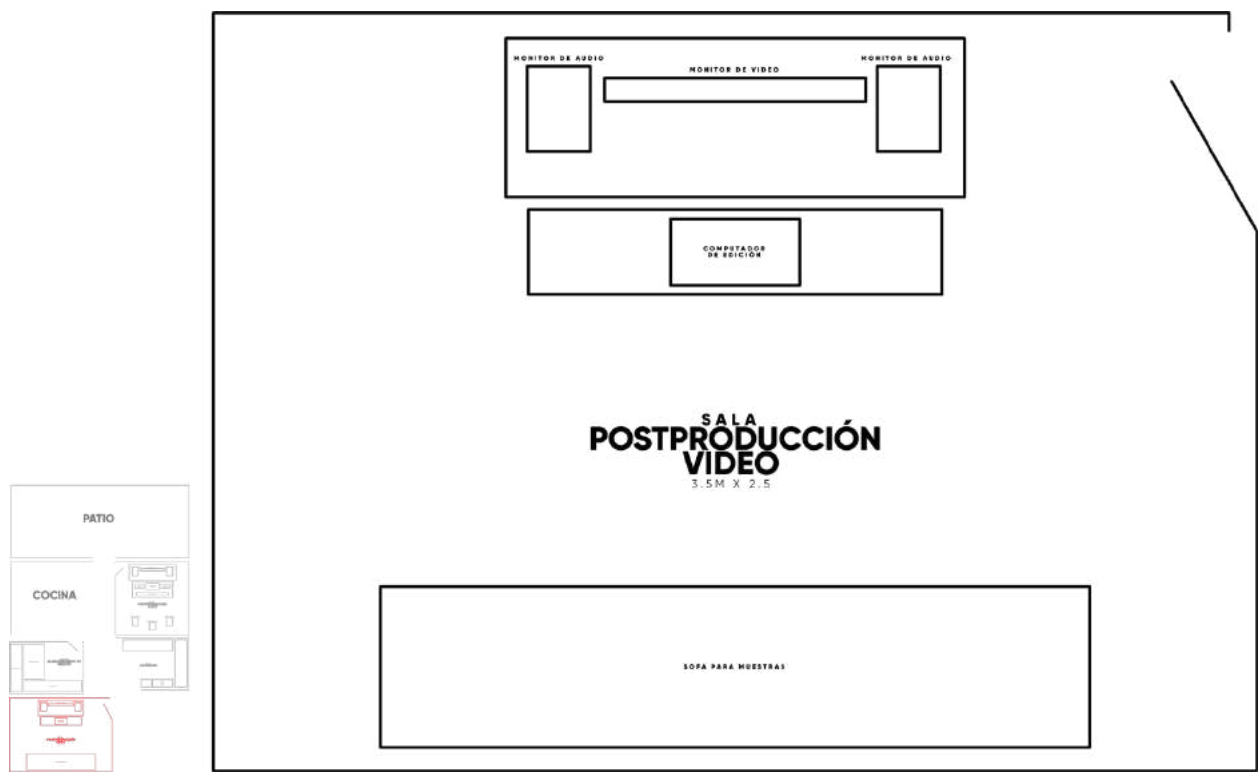 MONITOR DE AUDIO
MONITOR DE VIDEO
MONITOR DE AUDIO
COMPUTADOR
DE EDICIÓN
SALA
POSTPRODUCCIÓN
VIDEO
3.5M X 2.5
SOFA PARA MUESTRAS
PATIO
COCINA